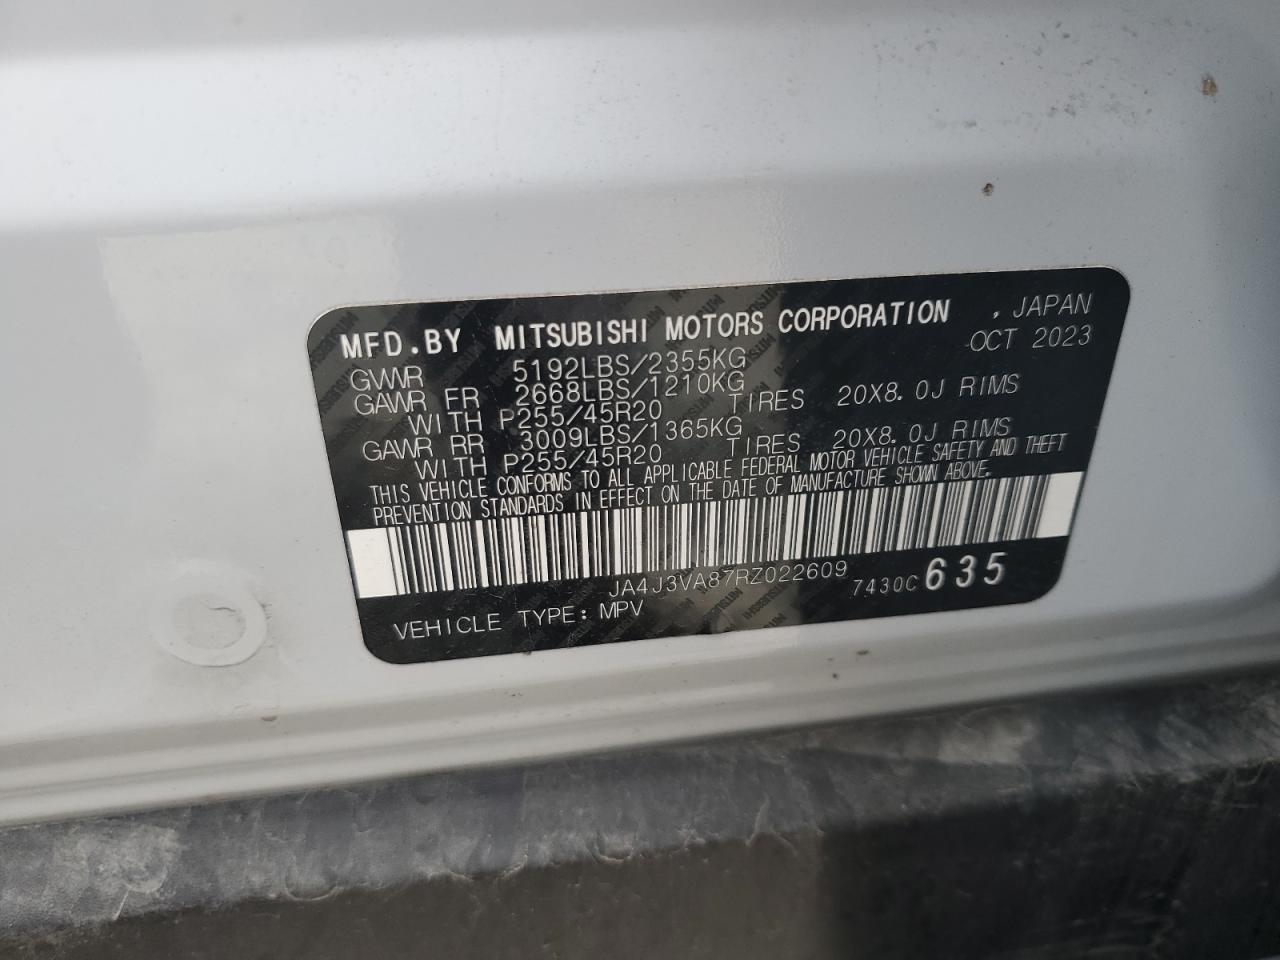 MFD.BY MITSUBISHI MOTORS CORPORATION , JAPAN
OCT 2023
GVWR 5192LBS/2355KG
GAWR FR 2668LBS/1210KG
WITH P255/45R20 TIRES 20X8.0J RIMS
GAWR RR 3009LBS/1365KG
WITH P255/45R20 TIRES 20X8.0J RIMS
THIS VEHICLE CONFORMS TO ALL APPLICABLE FEDERAL MOTOR VEHICLE SAFETY AND THEFT
PREVENTION STANDARDS IN EFFECT ON THE DATE OF MANUFACTURE SHOWN ABOVE.
JA4J3VA87RZ022609
7430C 635
VEHICLE TYPE: MPV